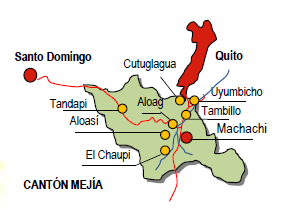 Cutuglagua
Santo Domingo
Quito
Uyumbicho
Tandapi
Aloag
Tambillo
Aloasí
Machachi
El Chaupi
CANTÓN MEJÍA